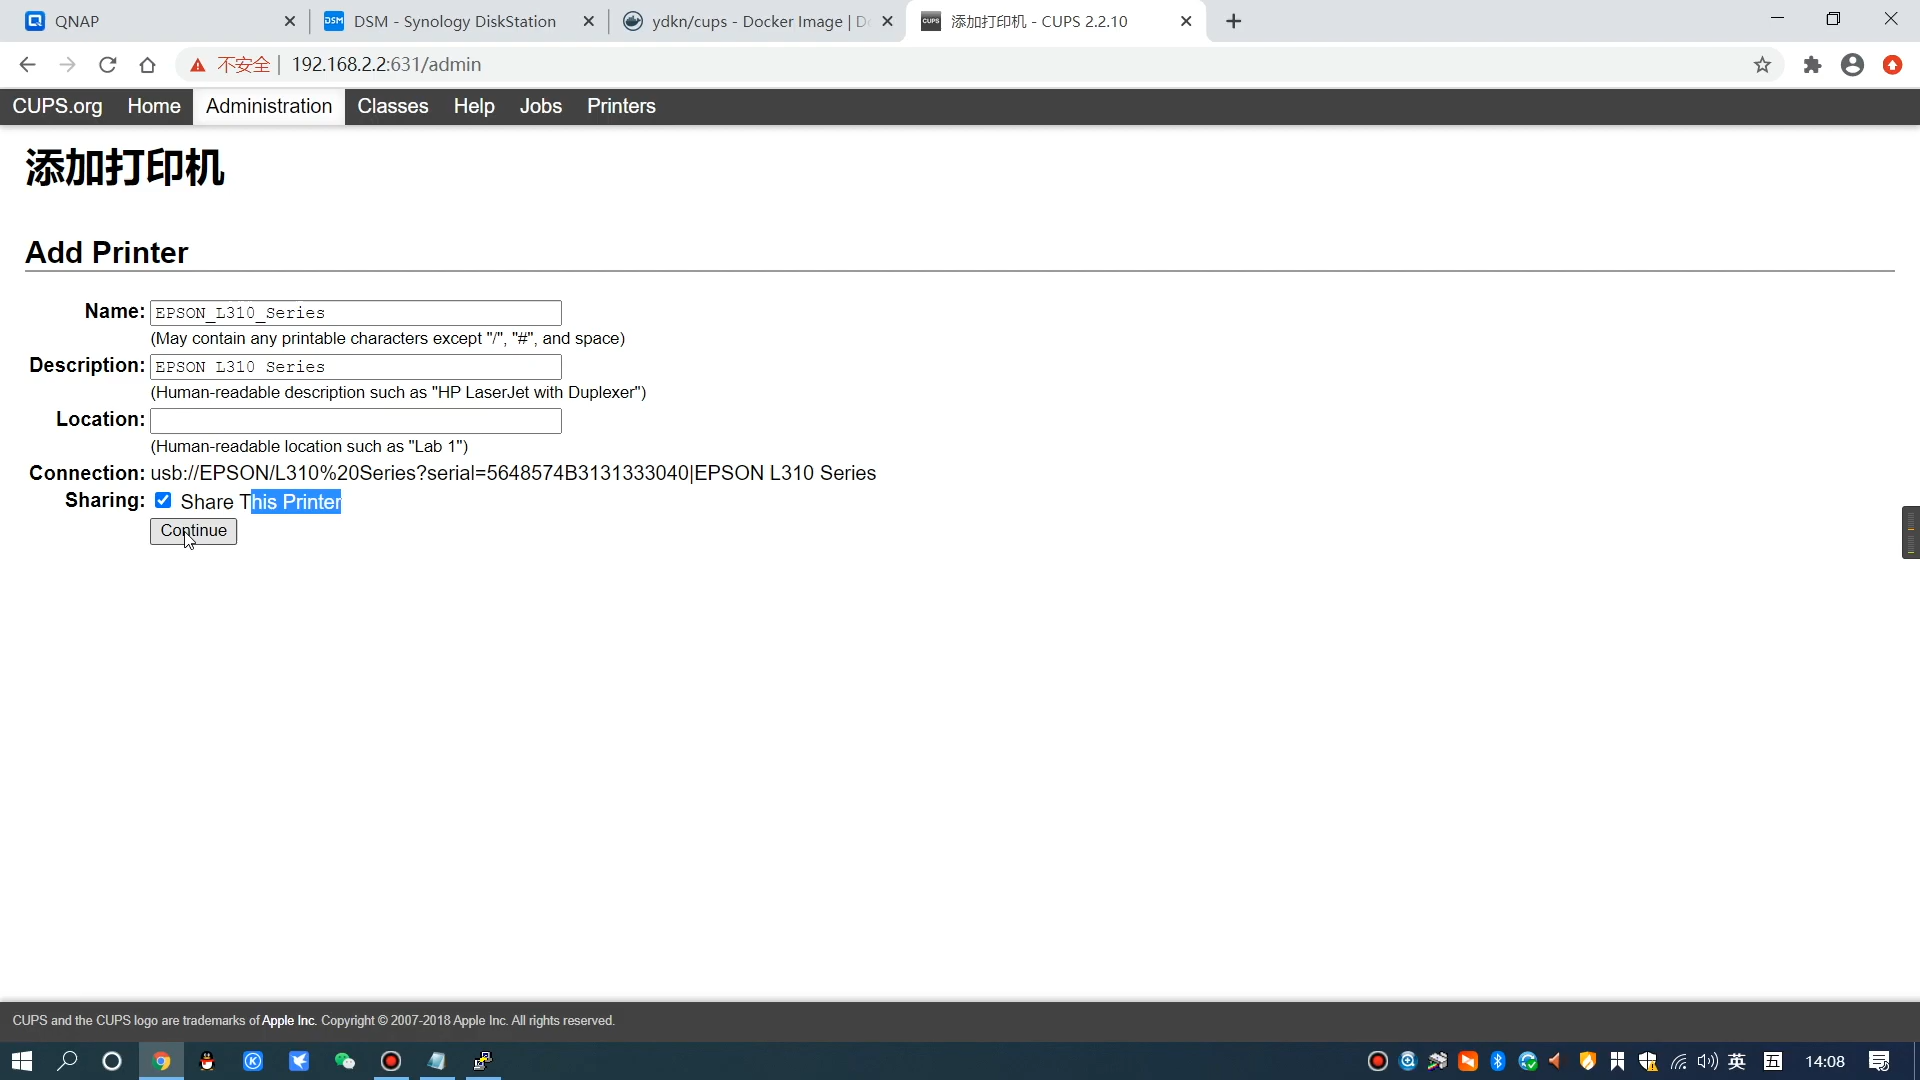 QNAP
DSM - Synology DiskStation
ydkn/cups - Docker Image | D
添加打印机 - CUPS 2.2.10
不安全 | 192.168.2.2:631/admin
CUPS.org Home Administration Classes Help Jobs Printers
添加打印机
Add Printer
Name: EPSON_L310_Series
(May contain any printable characters except "/", "#", and space)
Description: EPSON L310 Series
(Human-readable description such as "HP LaserJet with Duplexer")
Location:
(Human-readable location such as "Lab 1")
Connection: usb://EPSON/L310%20Series?serial=5648574B3131333040|EPSON L310 Series
Sharing: Share This Printer
Continue
CUPS and the CUPS logo are trademarks of Apple Inc. Copyright © 2007-2018 Apple Inc. All rights reserved.
英 五 14:08